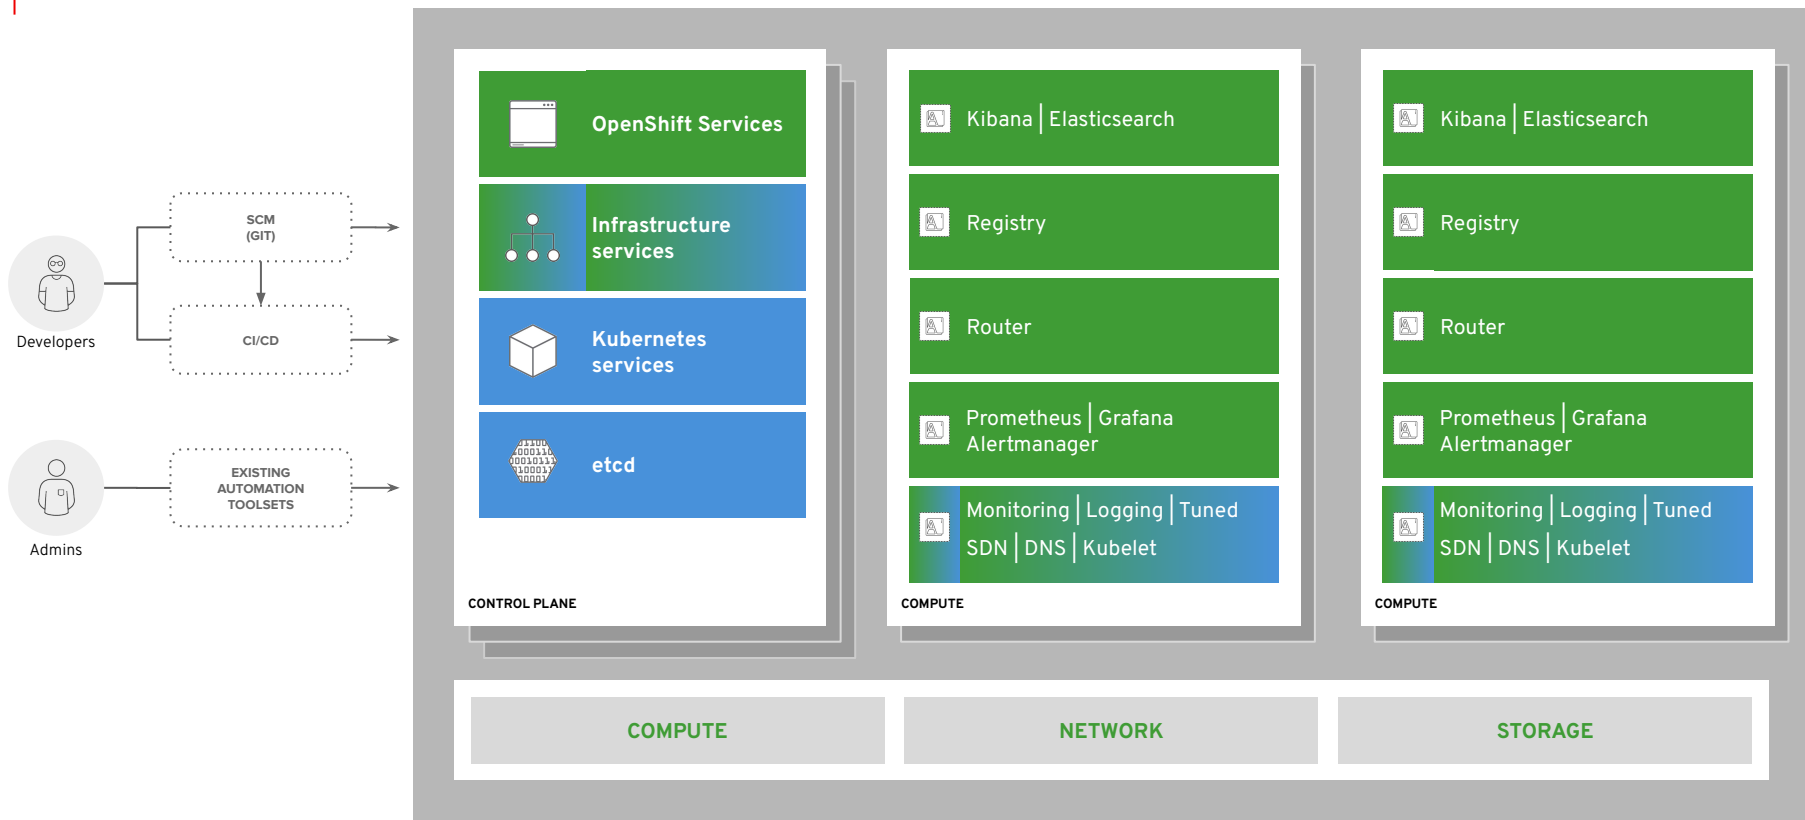 Developers
SCM
(GIT)
CI/CD
Admins
EXISTING
AUTOMATION
TOOLSETS
OpenShift Services
Infrastructure
services
Kubernetes
services
etcd
CONTROL PLANE
Kibana | Elasticsearch
Registry
Router
Prometheus | Grafana
Alertmanager
Monitoring | Logging | Tuned
SDN | DNS | Kubelet
COMPUTE
Kibana | Elasticsearch
Registry
Router
Prometheus | Grafana
Alertmanager
Monitoring | Logging | Tuned
SDN | DNS | Kubelet
COMPUTE
COMPUTE
NETWORK
STORAGE